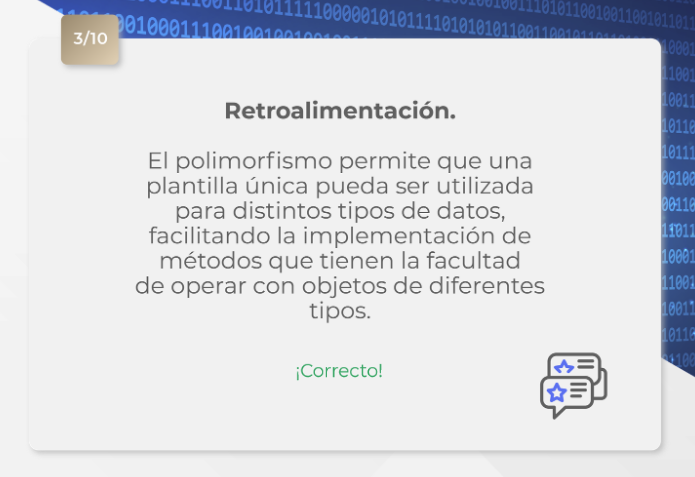 3/10
Retroalimentación.
El polimorfismo permite que una
plantilla única pueda ser utilizada
para distintos tipos de datos,
facilitando la implementación de
métodos que tienen la facultad
de operar con objetos de diferentes
tipos.
¡Correcto!